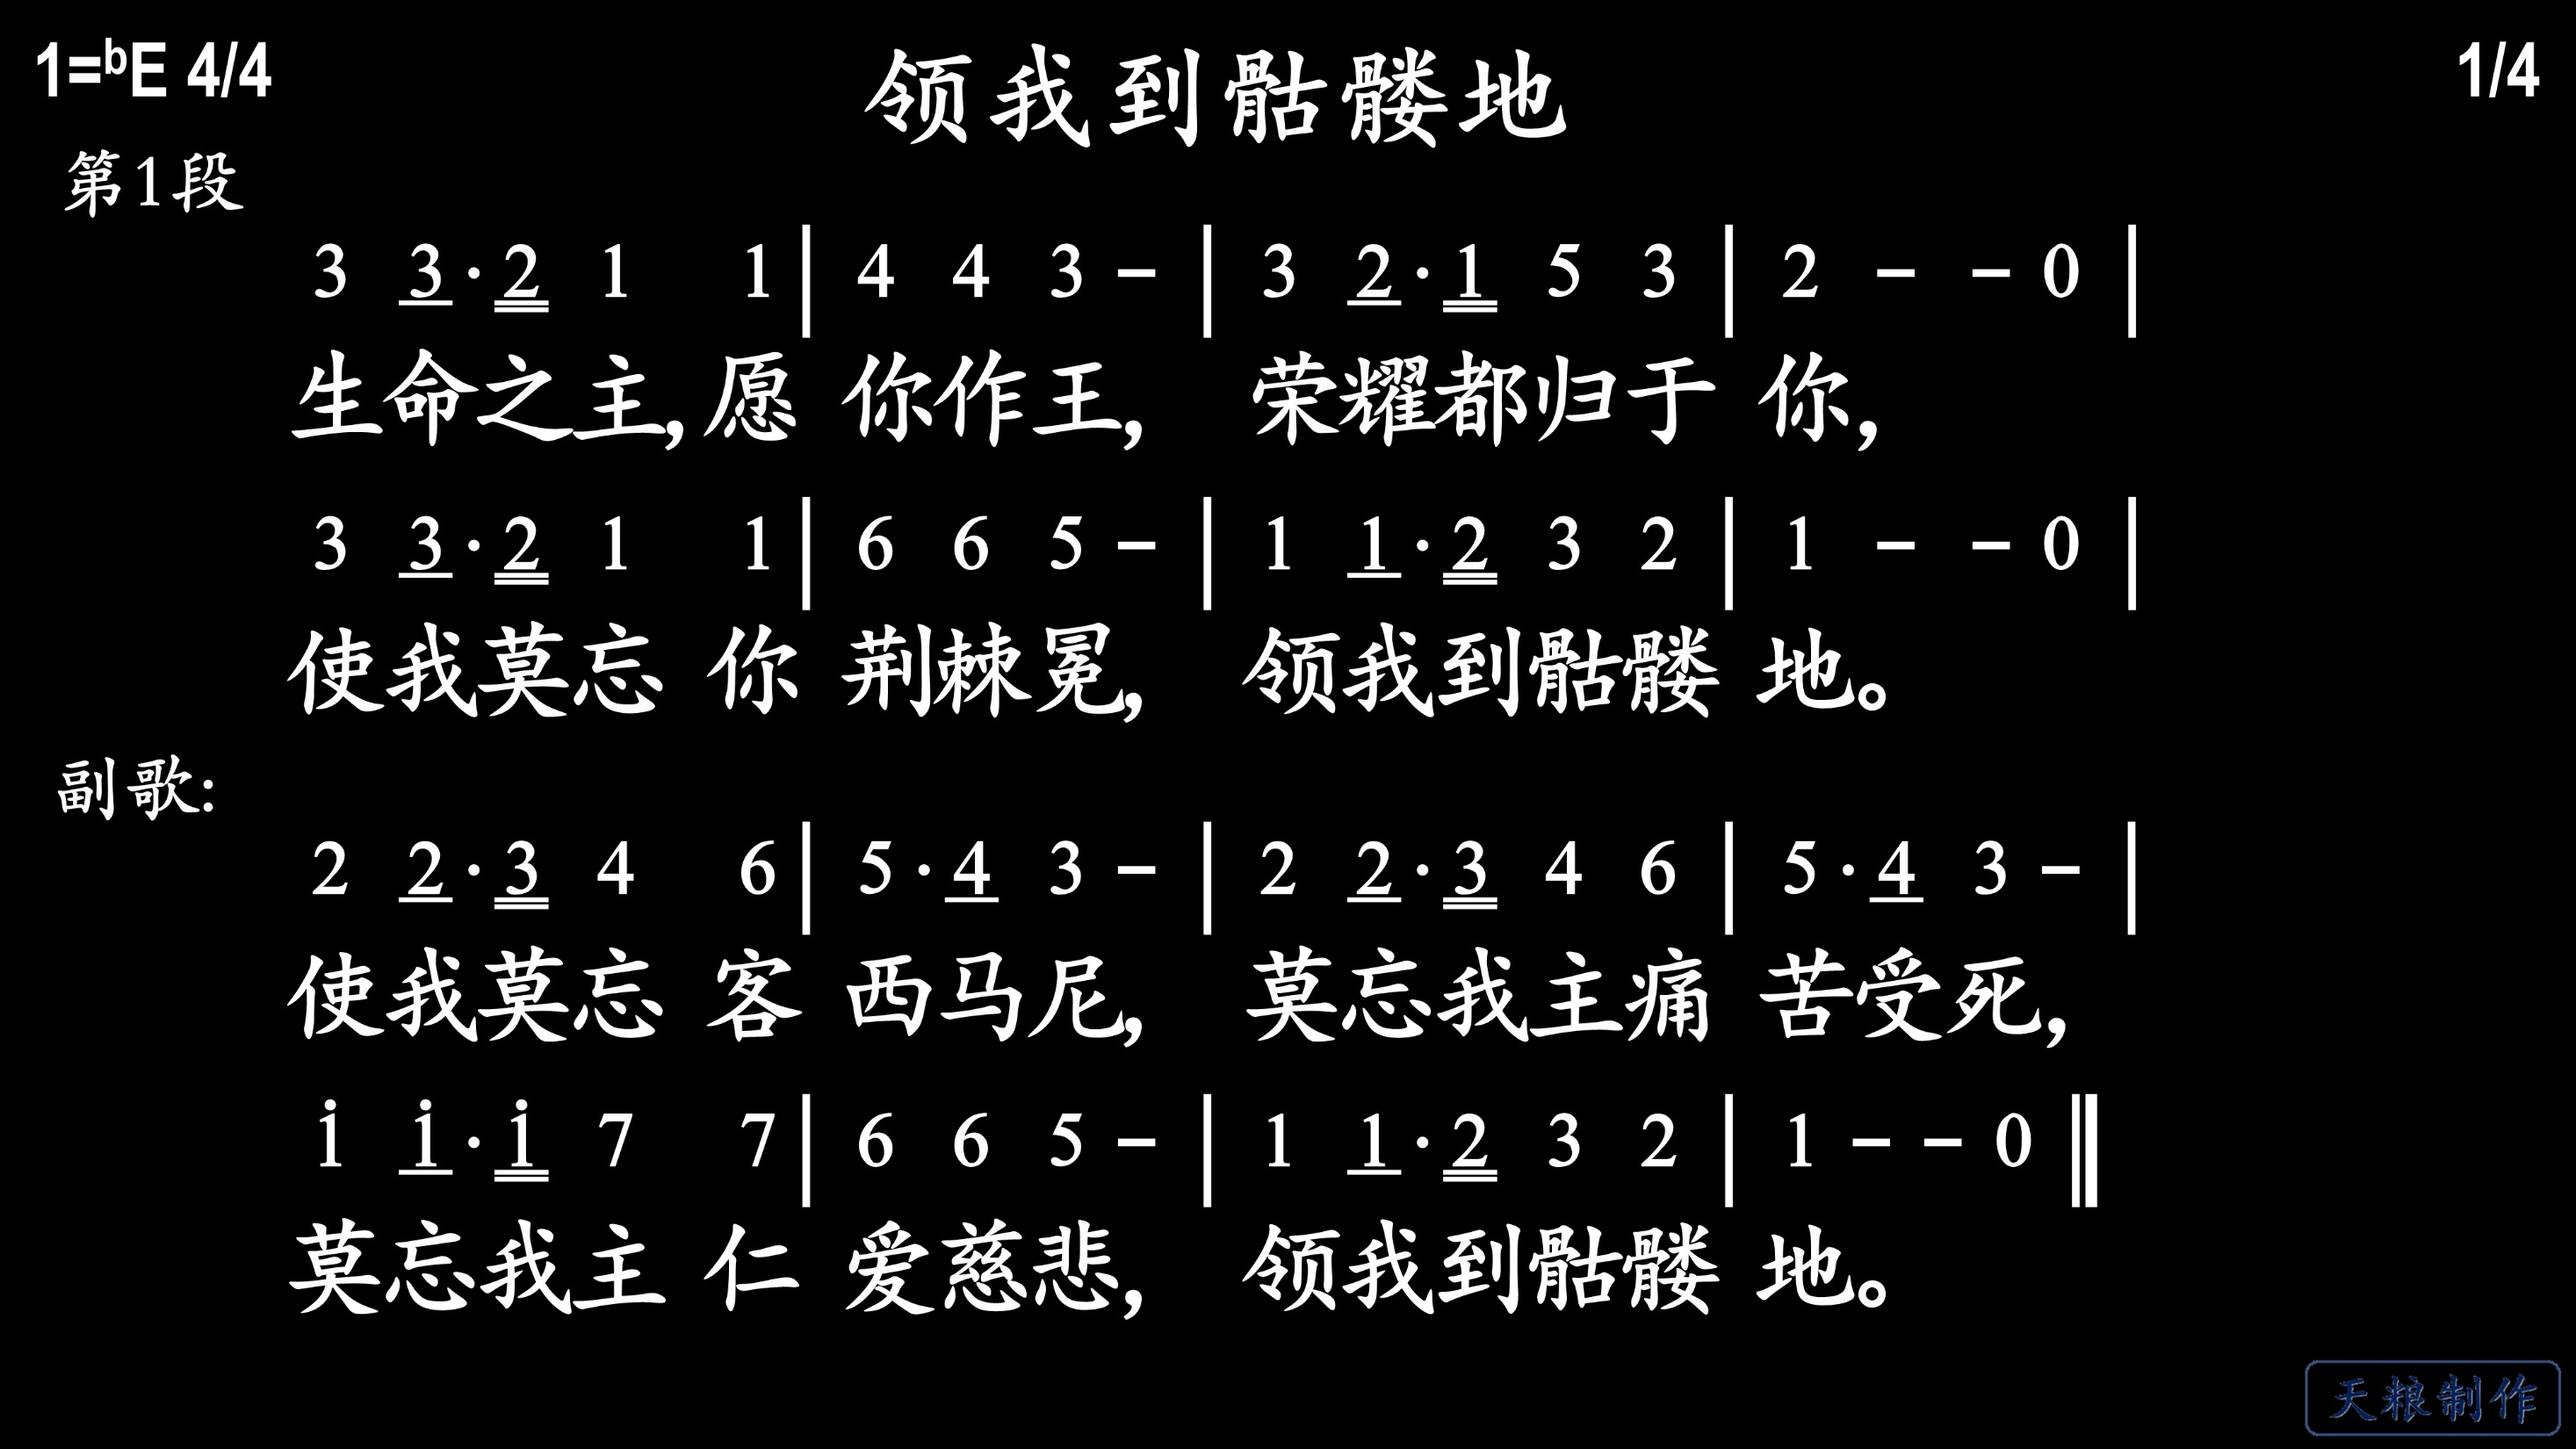 1=bE 4/4
领我到骷髅地
1/4
第1段
3 3·2 1 1 | 4 4 3 – | 3 2·1 5 3 | 2 – – 0 |
生命之主,愿 你作王, 荣耀都归于 你,
3 3·2 1 1 | 6 6 5 – | 1 1·2 3 2 | 1 – – 0 |
使我莫忘 你 荆棘冕, 领我到骷髅 地。
副歌:
2 2·3 4 6 | 5·4 3 – | 2 2·3 4 6 | 5·4 3 – |
使我莫忘 客 西马尼, 莫忘我主痛 苦受死,
i i·i 7 7 | 6 6 5 – | 1 1·2 3 2 | 1 – – 0 ‖
莫忘我主 仁 爱慈悲, 领我到骷髅 地。
天粮制作